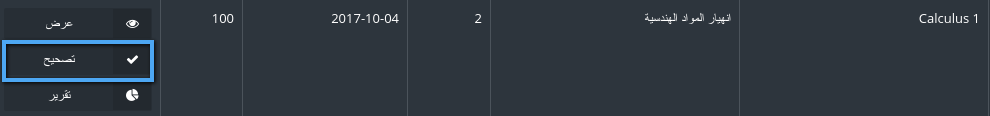 Calculus 1
انهيار المواد الهندسية
2
2017-10-04
100
عرض
تصحيح
تقرير